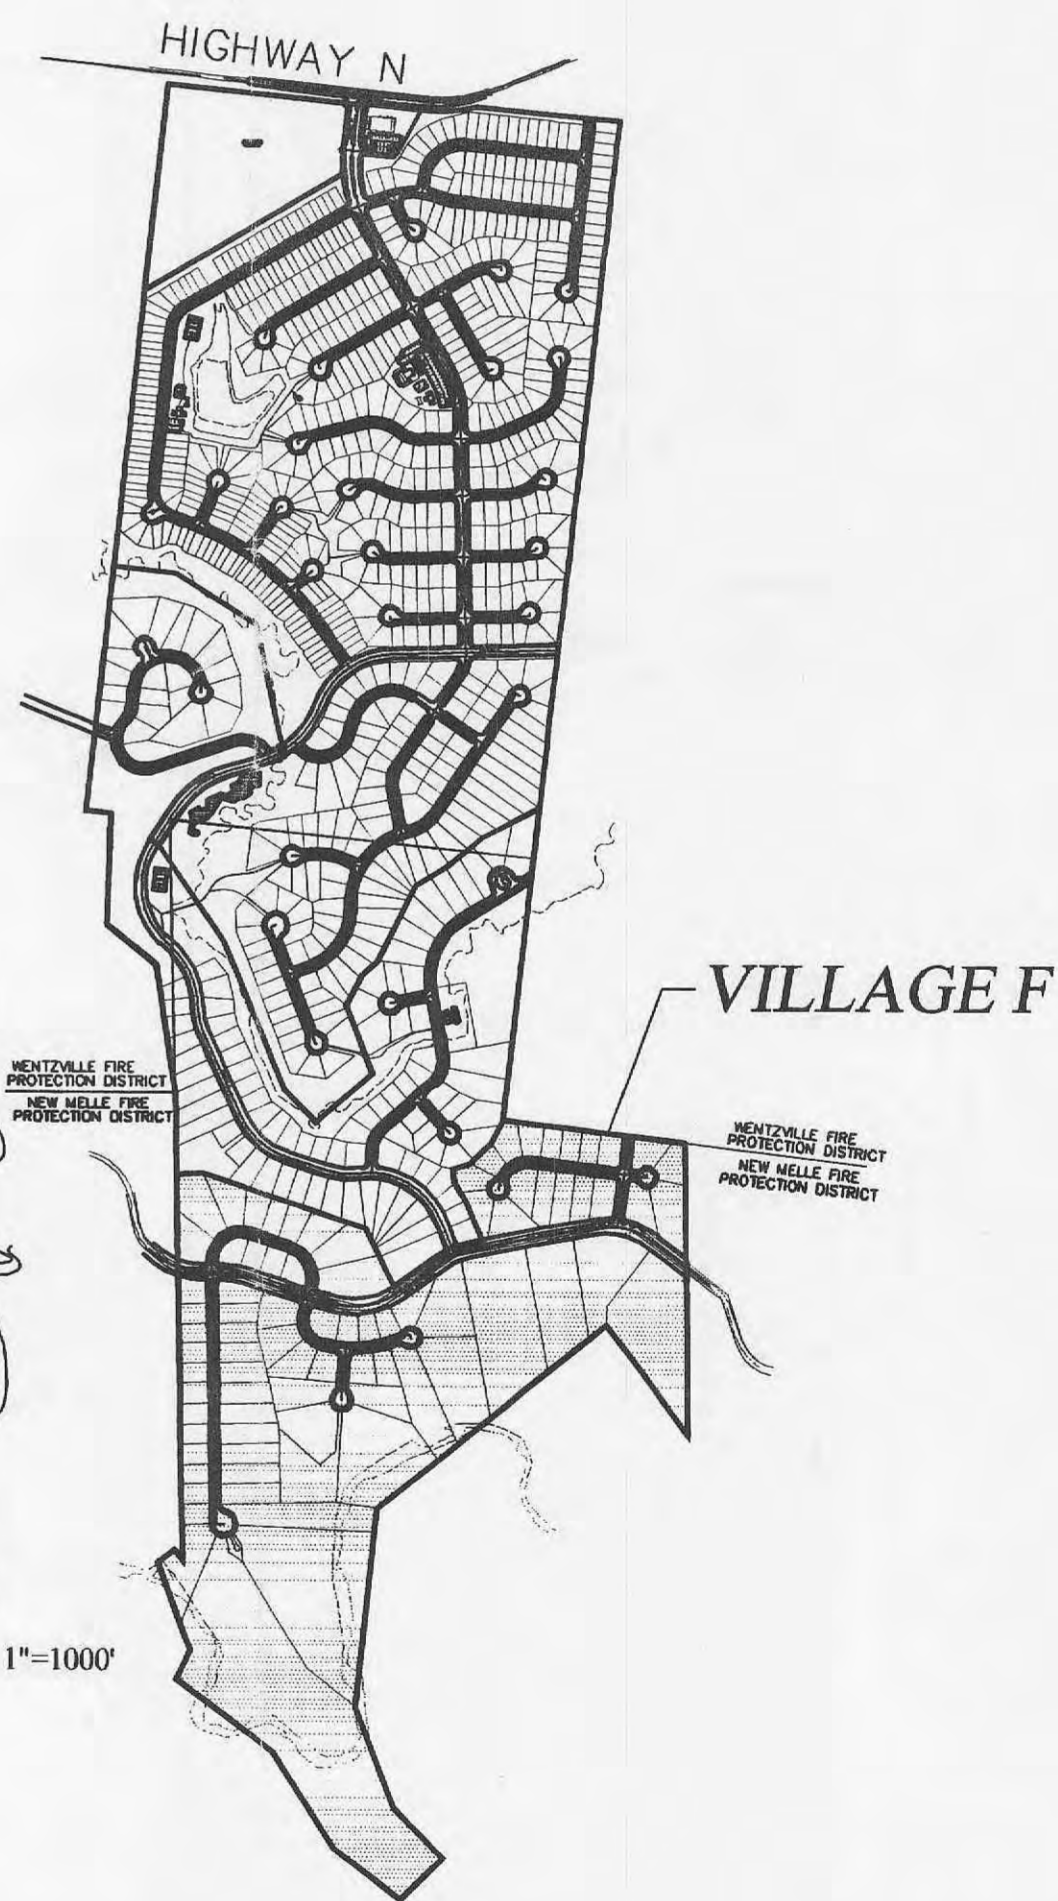 HIGHWAY N
VILLAGE F
WENTZVILLE FIRE
PROTECTION DISTRICT
NEW MELLE FIRE
PROTECTION DISTRICT
WENTZVILLE FIRE
PROTECTION DISTRICT
NEW MELLE FIRE
PROTECTION DISTRICT
1"=1000'